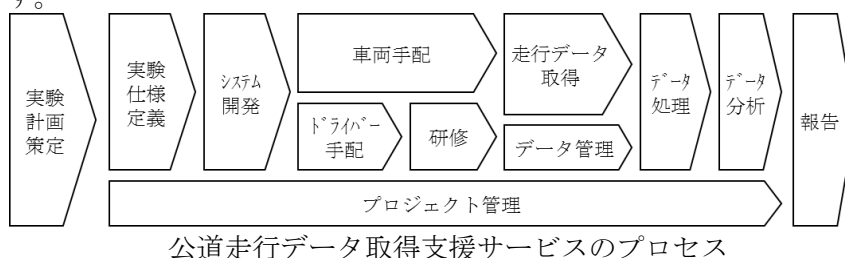 す。
実験
計画
策定
実験
仕様
定義
ｼｽﾃﾑ
開発
車両手配
ﾄﾞﾗｲﾊﾞｰ
手配
研修
走行データ
取得
データ管理
ﾃﾞｰﾀ
処理
ﾃﾞｰﾀ
分析
報告
プロジェクト管理
公道走行データ取得支援サービスのプロセス